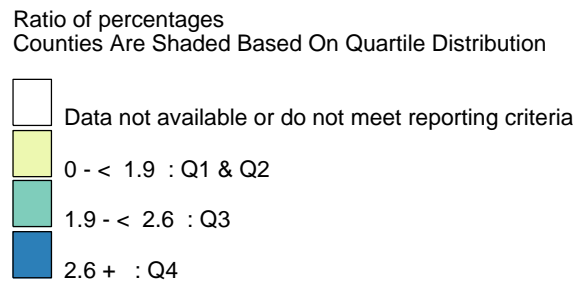 Ratio of percentages
Counties Are Shaded Based On Quartile Distribution
Data not available or do not meet reporting criteria
0 - < 1.9 : Q1 & Q2
1.9 - < 2.6 : Q3
2.6 + : Q4